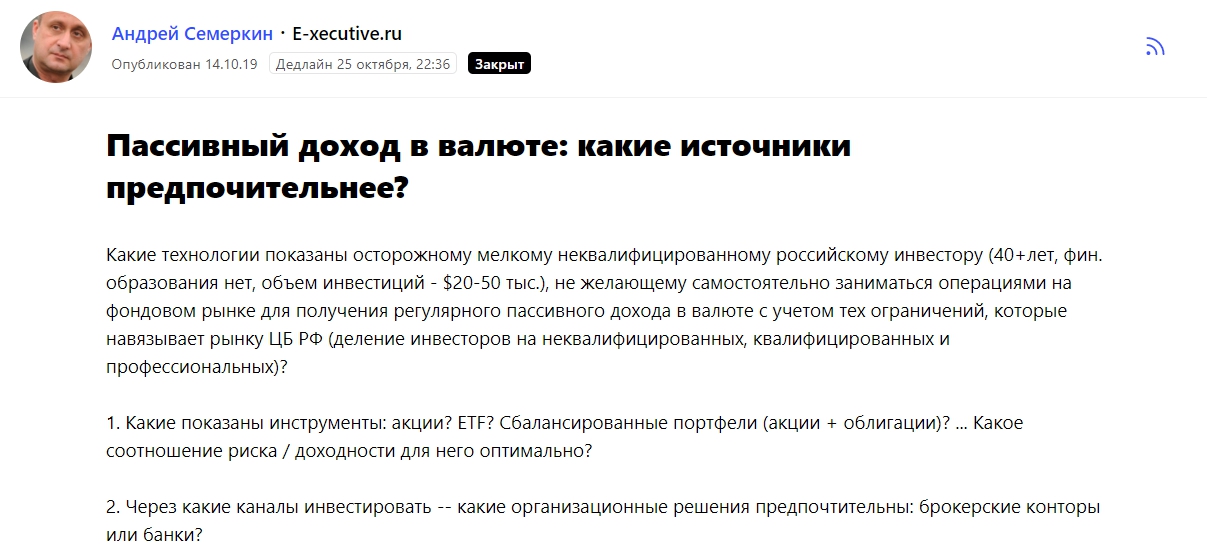 Андрей Семеркин · E-xecutive.ru
Опубликован 14.10.19 Дедлайн 25 октября, 22:36 Закрыт
Пассивный доход в валюте: какие источники
предпочительнее?
Какие технологии показаны осторожному мелкому неквалифицированному российскому инвестору (40+лет, фин.
образования нет, объем инвестиций - $20-50 тыс.), не желающему самостоятельно заниматься операциями на
фондовом рынке для получения регулярного пассивного дохода в валюте с учетом тех ограничений, которые
навязывает рынку ЦБ РФ (деление инвесторов на неквалифицированных, квалифицированных и
профессиональных)?
1. Какие показаны инструменты: акции? ETF? Сбалансированные портфели (акции + облигации)? ... Какое
соотношение риска / доходности для него оптимально?
2. Через какие каналы инвестировать -- какие организационные решения предпочтительны: брокерские конторы
или банки?